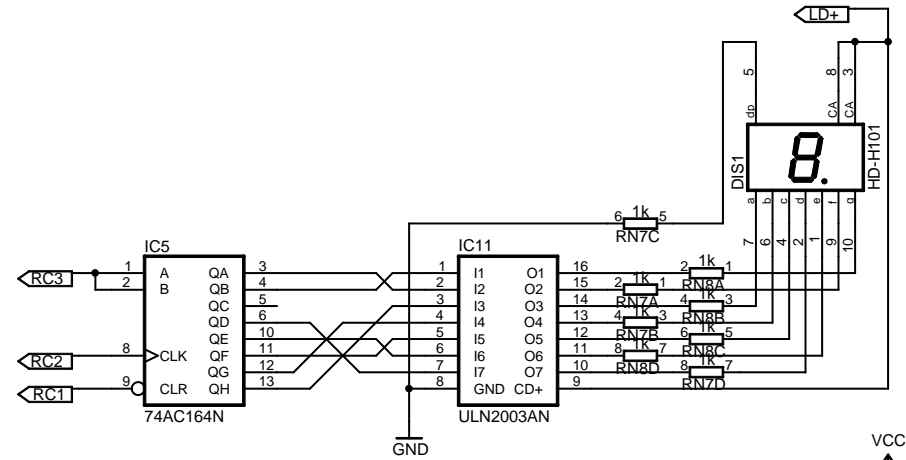 LD+
5 8 3
dp CA CA
DIS1 HD-H101
a b c d e f g
7 6 4 2 1 9 10
1k
6 5
RN7C
IC5 IC11
RC3 1 A QA 3 1 I1 O1 16 2 1k 1 RN8A
2 B QB 4 2 I2 O2 15 2 1k 1 RN7A
QC 5 3 I3 O3 14 4 1k 3 RN8B
QD 6 4 I4 O4 13 4 1k 3 RN7B
QE 10 5 I5 O5 12 6 1k 5 RN8C
RC2 8 CLK QF 11 6 I6 O6 11 8 1k 7 RN8D
QG 12 7 I7 O7 10 8 1k 7 RN7D
RC1 9 CLR QH 13 8 GND CD+ 9
74AC164N ULN2003AN
GND
VCC